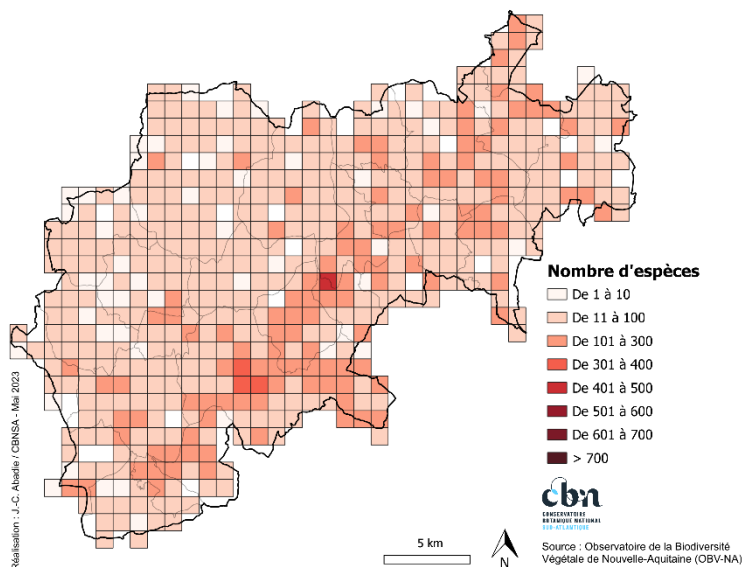 Nombre d'espèces
De 1 à 10
De 11 à 100
De 101 à 300
De 301 à 400
De 401 à 500
De 501 à 600
De 601 à 700
> 700
cbn
CONSERVATOIRE
BOTANIQUE NATIONAL
SUD-ATLANTIQUE
5 km
N
Source : Observatoire de la Biodiversité
Végétale de Nouvelle-Aquitaine (OBV-NA)
Réalisation : J.-C. Abadie / CBNSA - Mai 2023